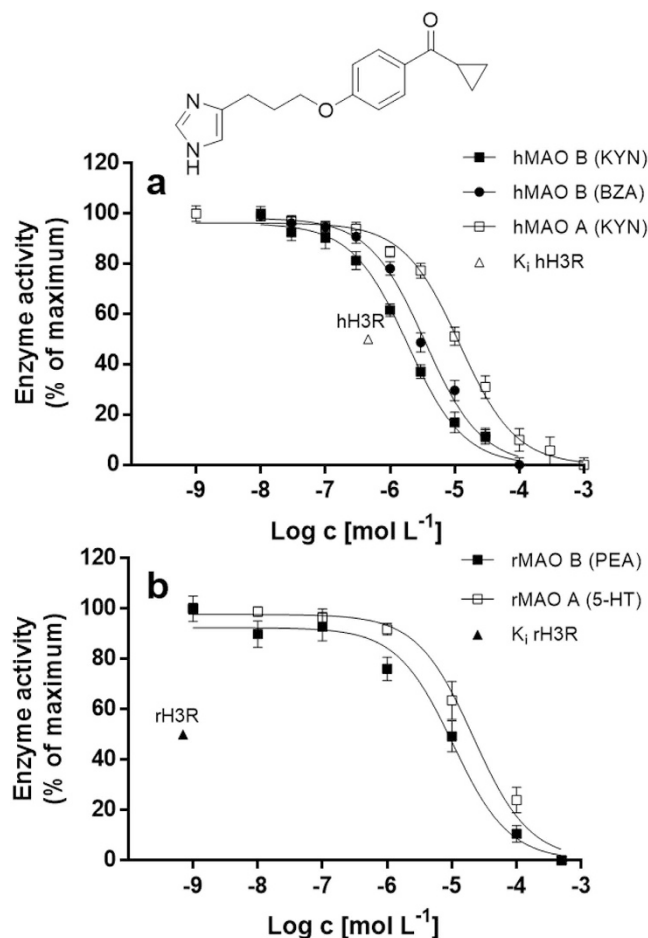 O
N
N
H
O
a
120
100
80
60
40
20
0
Enzyme activity
(% of maximum)
hMAO B (KYN)
hMAO B (BZA)
hMAO A (KYN)
Kᵢ hH3R
hH3R
-9 -8 -7 -6 -5 -4 -3
Log c [mol L⁻¹]
b
120
100
80
60
40
20
0
Enzyme activity
(% of maximum)
rMAO B (PEA)
rMAO A (5-HT)
Kᵢ rH3R
rH3R
-9 -8 -7 -6 -5 -4 -3
Log c [mol L⁻¹]